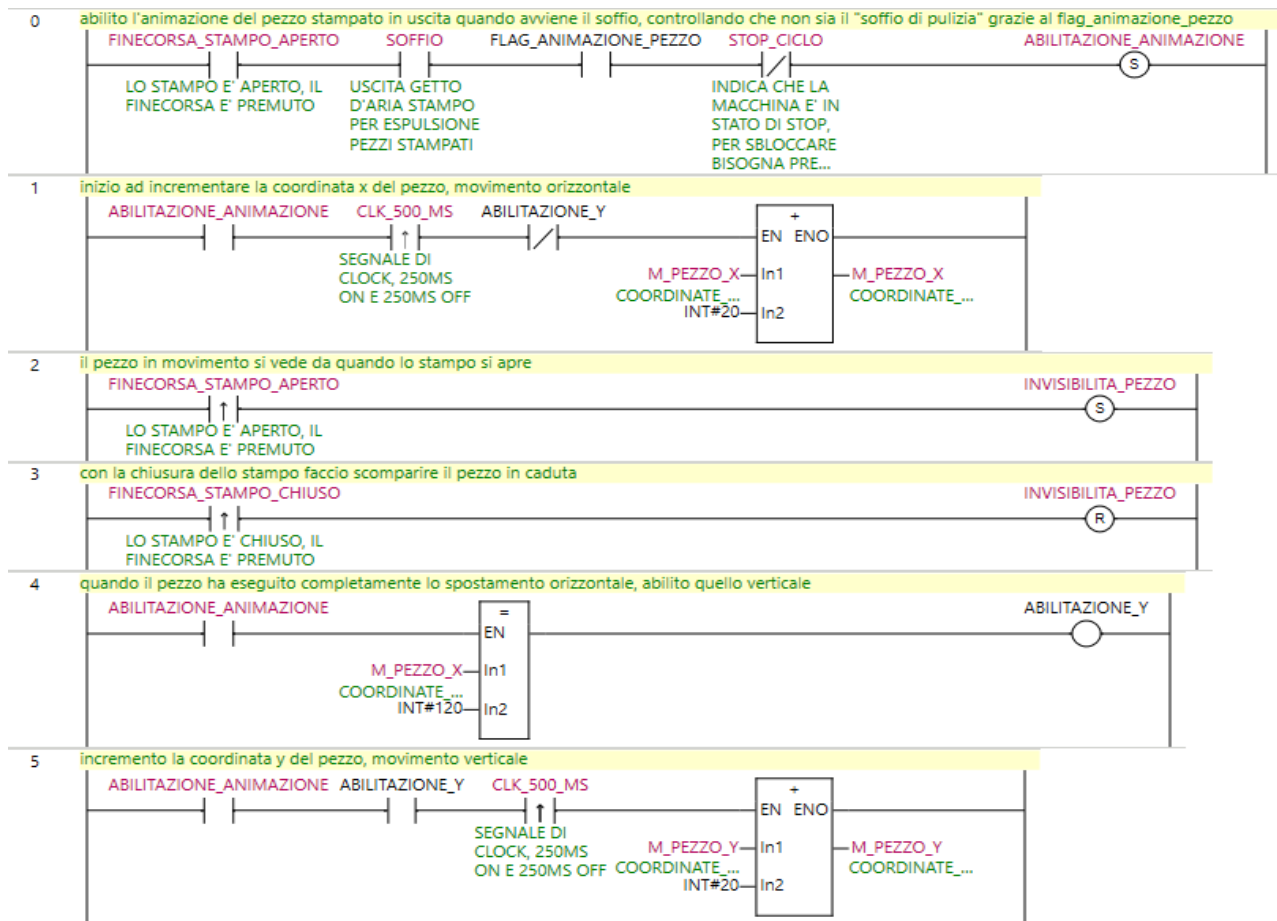 0 abilito l'animazione del pezzo stampato in uscita quando avviene il soffio, controllando che non sia il "soffio di pulizia" grazie al flag_animazione_pezzo
FINECORSA_STAMPO_APERTO SOFFIO FLAG_ANIMAZIONE_PEZZO STOP_CICLO ABILITAZIONE_ANIMAZIONE
S
LO STAMPO E' APERTO, IL USCITA GETTO INDICA CHE LA
FINECORSA E' PREMUTO D'ARIA STAMPO MACCHINA E' IN
PER ESPULSIONE STATO DI STOP,
PEZZI STAMPATI PER SBLOCCARE
BISOGNA PRE...
1 inizio ad incrementare la coordinata x del pezzo, movimento orizzontale
ABILITAZIONE_ANIMAZIONE CLK_500_MS ABILITAZIONE_Y
+
↑ EN ENO
SEGNALE DI
CLOCK, 250MS M_PEZZO_X In1 M_PEZZO_X
ON E 250MS OFF COORDINATE_... COORDINATE_...
INT#20 In2
2 il pezzo in movimento si vede da quando lo stampo si apre
FINECORSA_STAMPO_APERTO INVISIBILITA_PEZZO
↑ S
LO STAMPO E' APERTO, IL
FINECORSA E' PREMUTO
3 con la chiusura dello stampo faccio scomparire il pezzo in caduta
FINECORSA_STAMPO_CHIUSO INVISIBILITA_PEZZO
↑ R
LO STAMPO E' CHIUSO, IL
FINECORSA E' PREMUTO
4 quando il pezzo ha eseguito completamente lo spostamento orizzontale, abilito quello verticale
ABILITAZIONE_ANIMAZIONE = ABILITAZIONE_Y
EN
M_PEZZO_X In1
COORDINATE_...
INT#120 In2
5 incremento la coordinata y del pezzo, movimento verticale
ABILITAZIONE_ANIMAZIONE ABILITAZIONE_Y CLK_500_MS +
↑ EN ENO
SEGNALE DI
CLOCK, 250MS M_PEZZO_Y In1 M_PEZZO_Y
ON E 250MS OFF COORDINATE_... COORDINATE_...
INT#20 In2